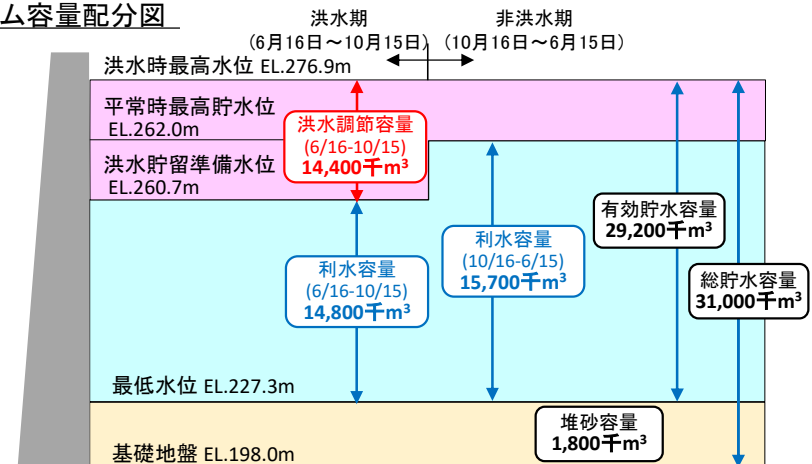 ム容量配分図
洪水期
(6月16日～10月15日)
非洪水期
(10月16日～6月15日)
洪水時最高水位 EL.276.9m
平常時最高貯水位
EL.262.0m
洪水貯留準備水位
EL.260.7m
洪水調節容量
(6/16-10/15)
14,400千m³
利水容量
(6/16-10/15)
14,800千m³
利水容量
(10/16-6/15)
15,700千m³
有効貯水容量
29,200千m³
総貯水容量
31,000千m³
最低水位 EL.227.3m
堆砂容量
1,800千m³
基礎地盤 EL.198.0m